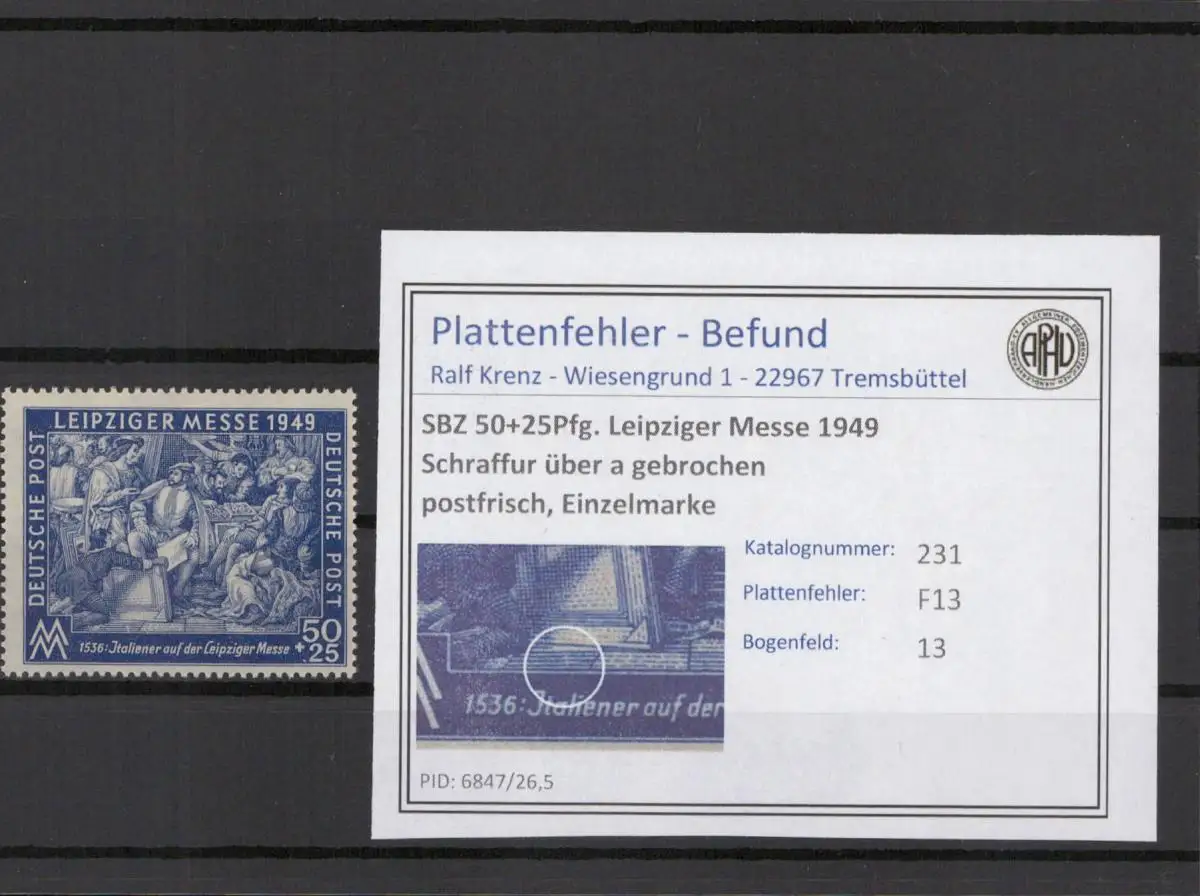 LEIPZIGER MESSE 1949
DEUTSCHE POST
DEUTSCHE POST
1536: Italiener auf der Leipziger Messe
50
+25
Plattenfehler - Befund
Ralf Krenz - Wiesengrund 1 - 22967 Tremsbüttel
APHV
SBZ 50+25Pfg. Leipziger Messe 1949
Schraffur über a gebrochen
postfrisch, Einzelmarke
Katalognummer: 231
Plattenfehler: F13
Bogenfeld: 13
1536: Italiener auf der
PID: 6847/26,5